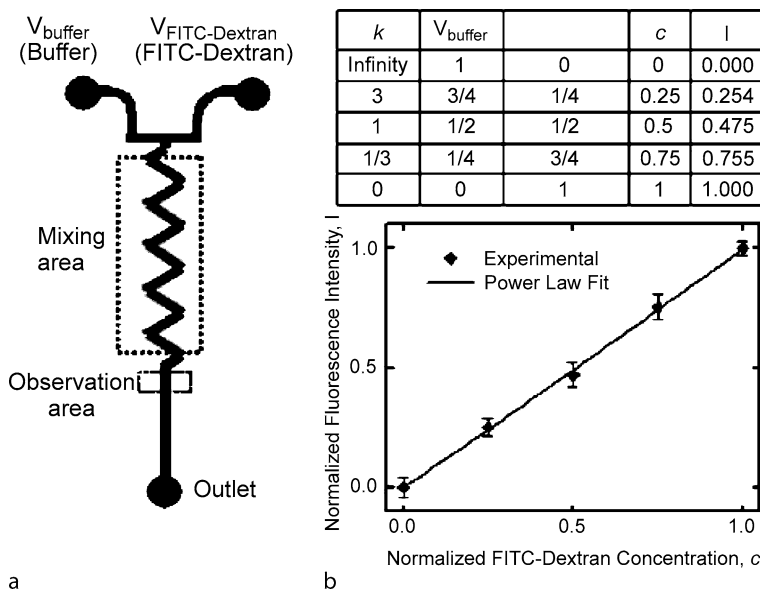 V_buffer V_FITC-Dextran
(Buffer) (FITC-Dextran)
Mixing
area
Observation
area
Outlet
a
k V_buffer c I
Infinity 1 0 0 0.000
3 3/4 1/4 0.25 0.254
1 1/2 1/2 0.5 0.475
1/3 1/4 3/4 0.75 0.755
0 0 1 1 1.000
Normalized Fluorescence Intensity, I
1.0
0.5
0.0
Experimental
Power Law Fit
0.0 0.5 1.0
Normalized FITC-Dextran Concentration, c
b